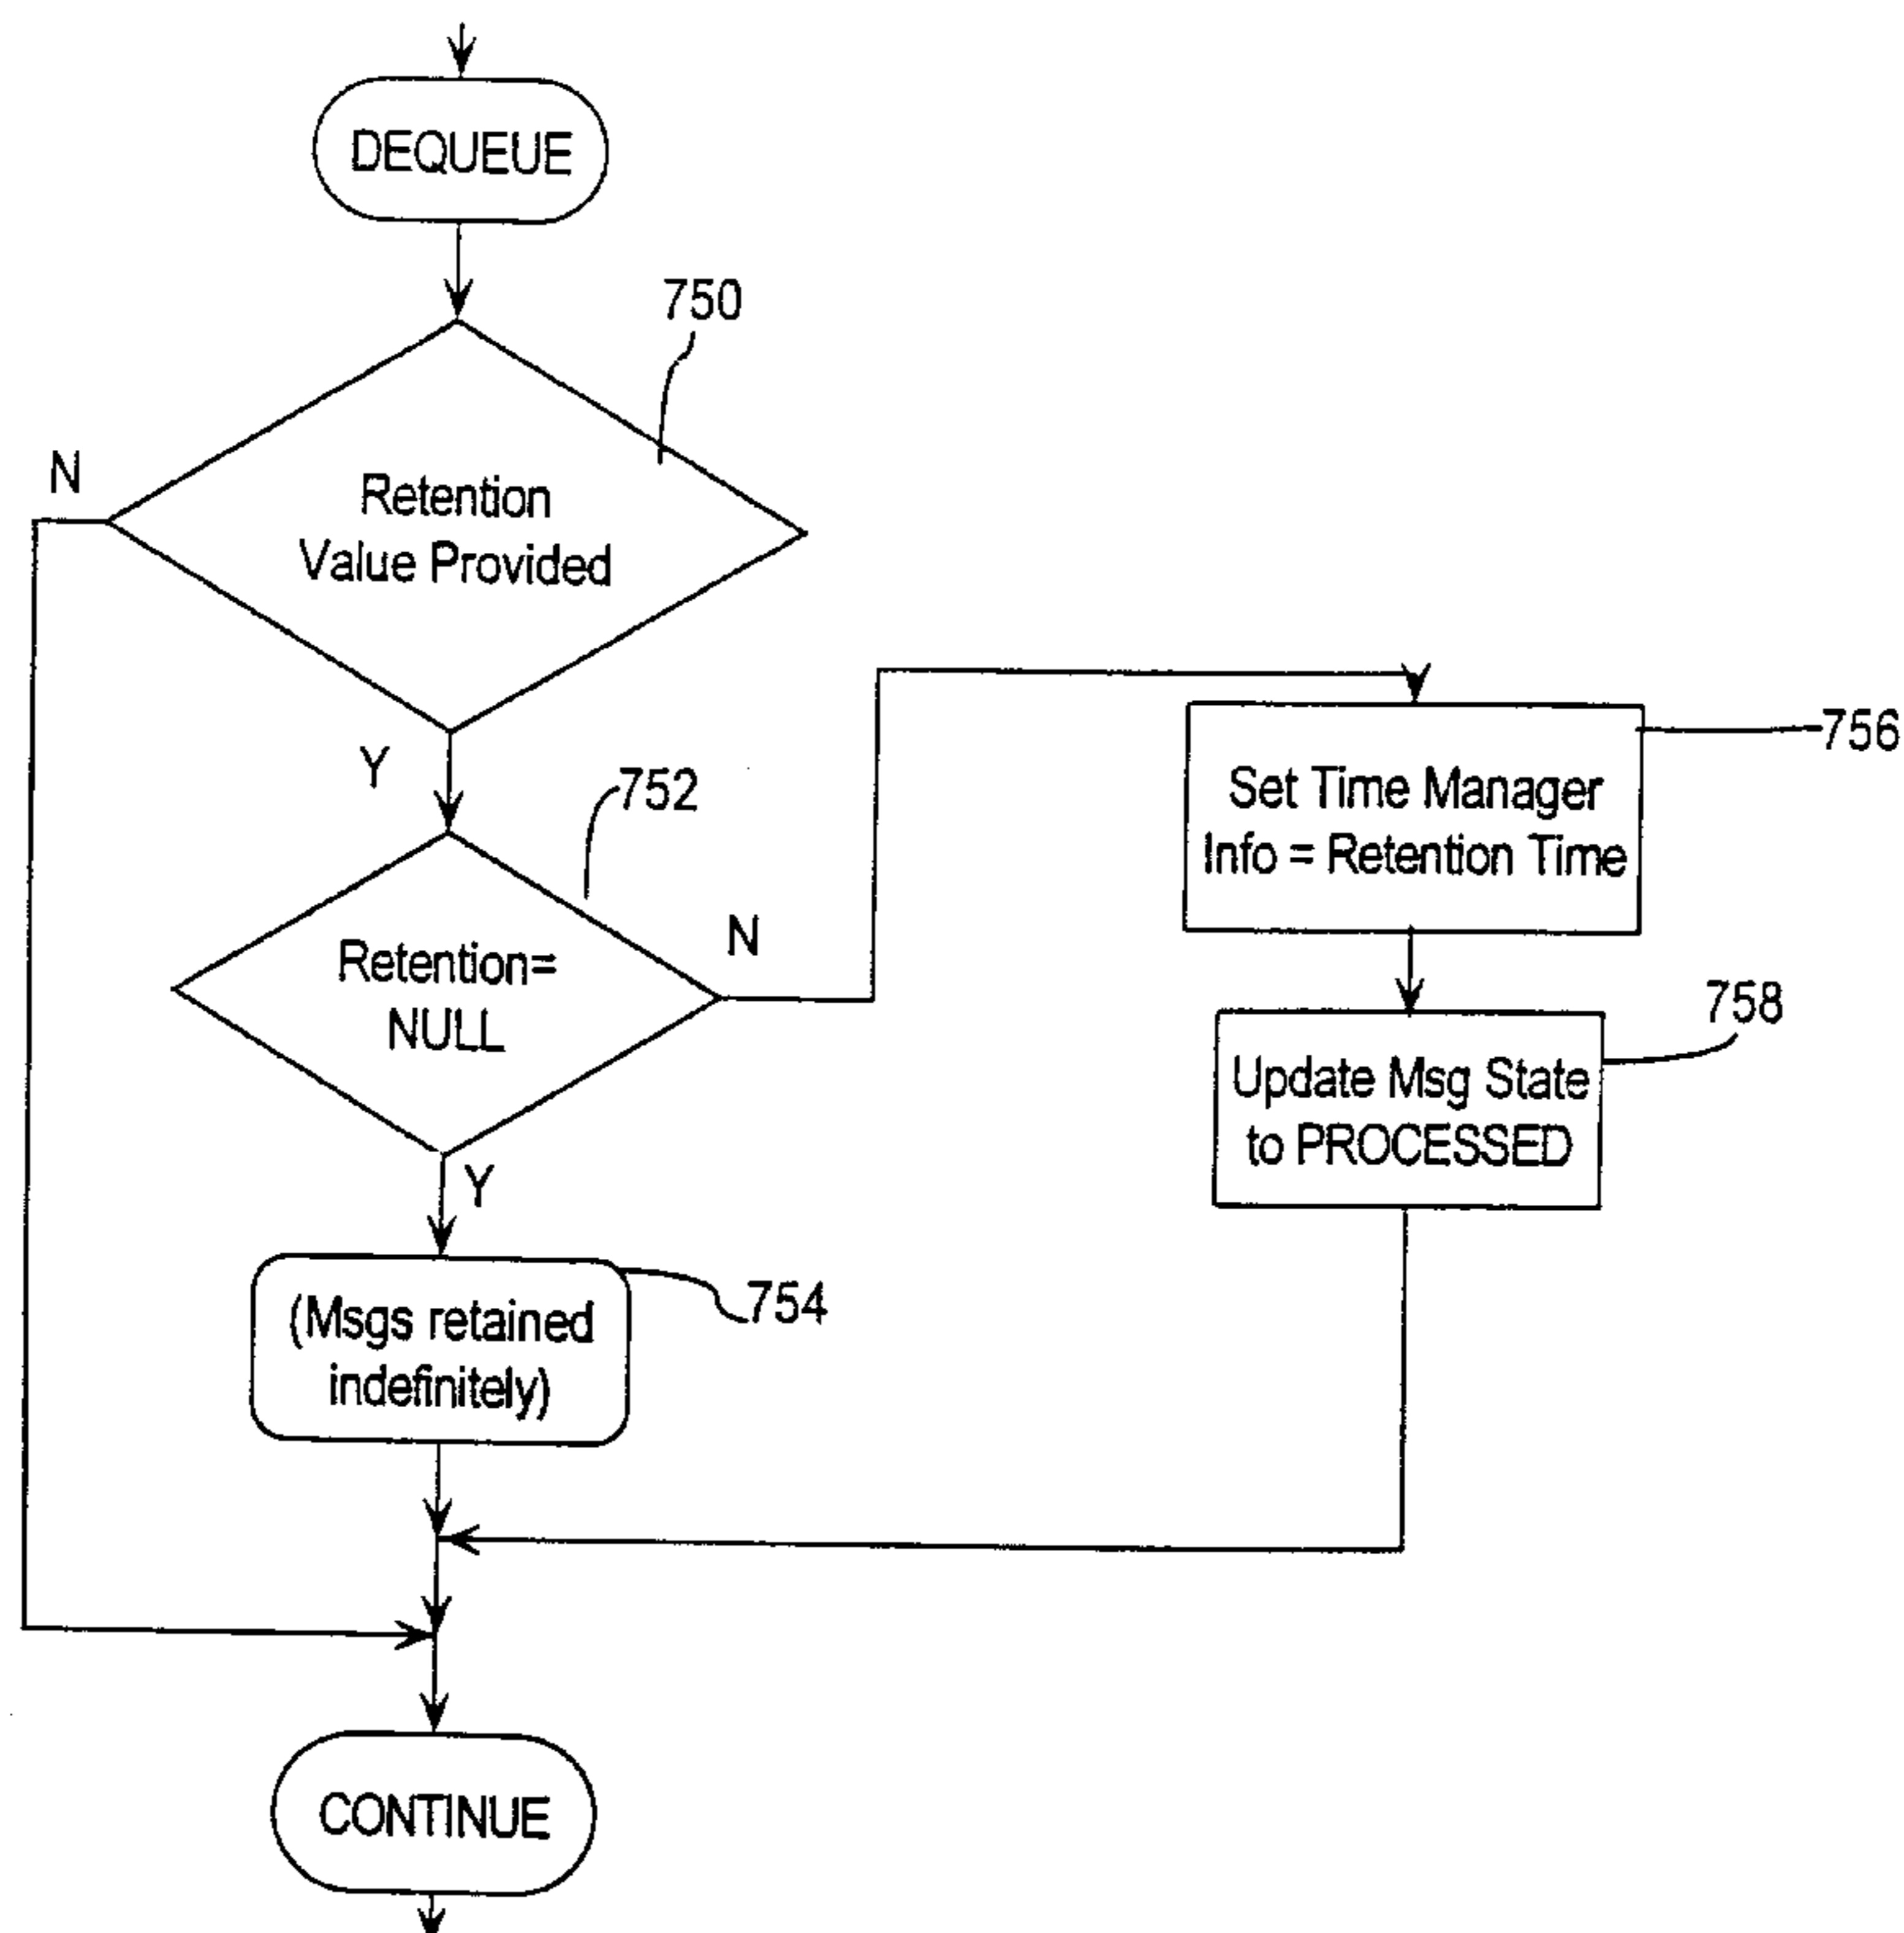 DEQUEUE
750
N
Retention
Value Provided
Y
752
756
Set Time Manager
Info = Retention Time
N
Retention=
NULL
758
Update Msg State
to PROCESSED
Y
754
(Msgs retained
indefinitely)
CONTINUE